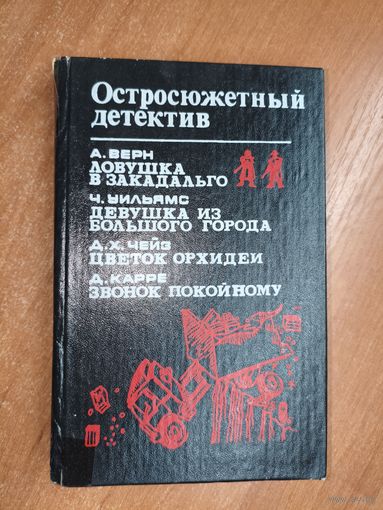 Остросюжетный
детектив
А. ВЕРН
ЛОВУШКА
В ЗАКАДАЛЬГО
Ч. УИЛЬЯМС
ДЕВУШКА ИЗ
БОЛЬШОГО ГОРОДА
Д.Х. ЧЕЙЗ
ЦВЕТОК ОРХИДЕИ
Д. КАРРЕ
ЗВОНОК ПОКОЙНОМУ